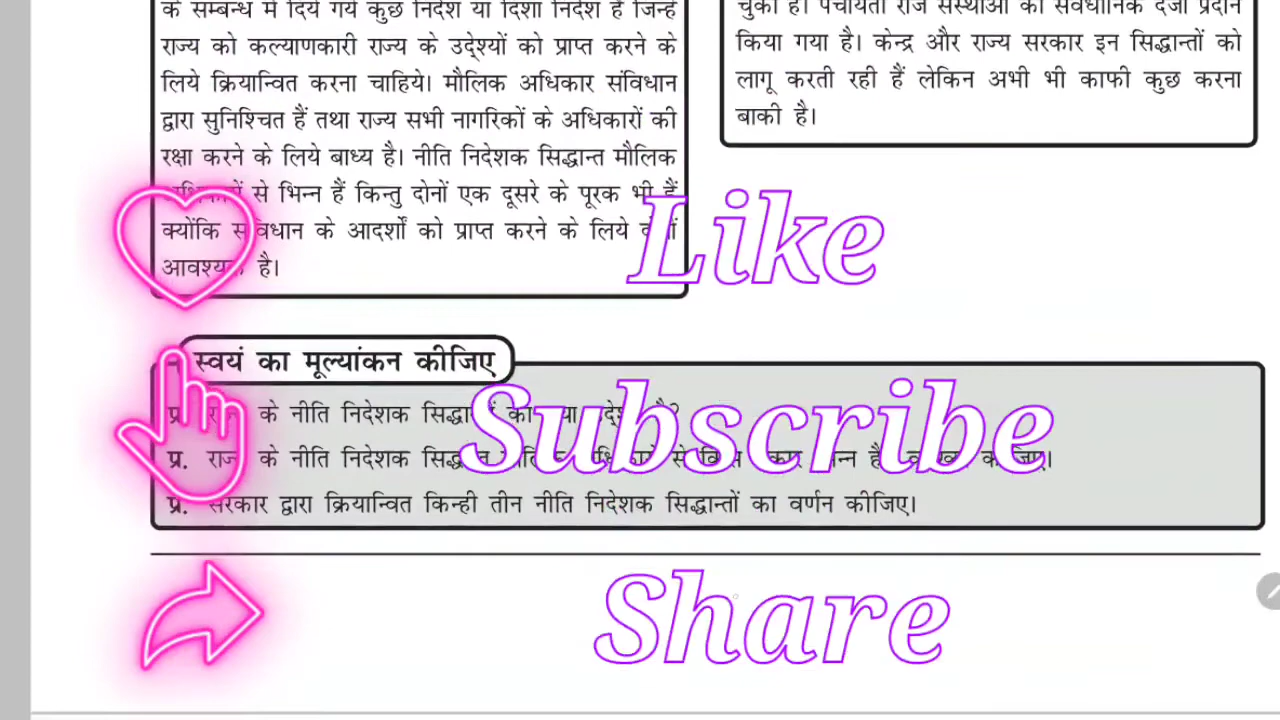 के सम्बन्ध में दिये गये कुछ निर्देश या दिशा निर्देश हैं जिन्हें
राज्य को कल्याणकारी राज्य के उद्देश्यों को प्राप्त करने के
लिये क्रियान्वित करना चाहिये। मौलिक अधिकार संविधान
द्वारा सुनिश्चित हैं तथा राज्य सभी नागरिकों के अधिकारों की
रक्षा करने के लिये बाध्य है। नीति निदेशक सिद्धान्त मौलिक
से भिन्न हैं किन्तु दोनों एक दूसरे के पूरक भी हैं
क्योंकि संविधान के आदर्शों को प्राप्त करने के लिये
आवश्यक है।
चुका है। पंचायती राज संस्थाओं को संवैधानिक दर्जा प्रदान
किया गया है। केन्द्र और राज्य सरकार इन सिद्धान्तों को
लागू करती रही हैं लेकिन अभी भी काफी कुछ करना
बाकी है।
Like
स्वयं का मूल्यांकन कीजिए
के नीति निदेशक सिद्धान्तों का
Subscribe
प्र. राज्य के नीति निदेशक
प्र. सरकार द्वारा क्रियान्वित किन्ही तीन नीति निदेशक सिद्धान्तों का वर्णन कीजिए।
Share